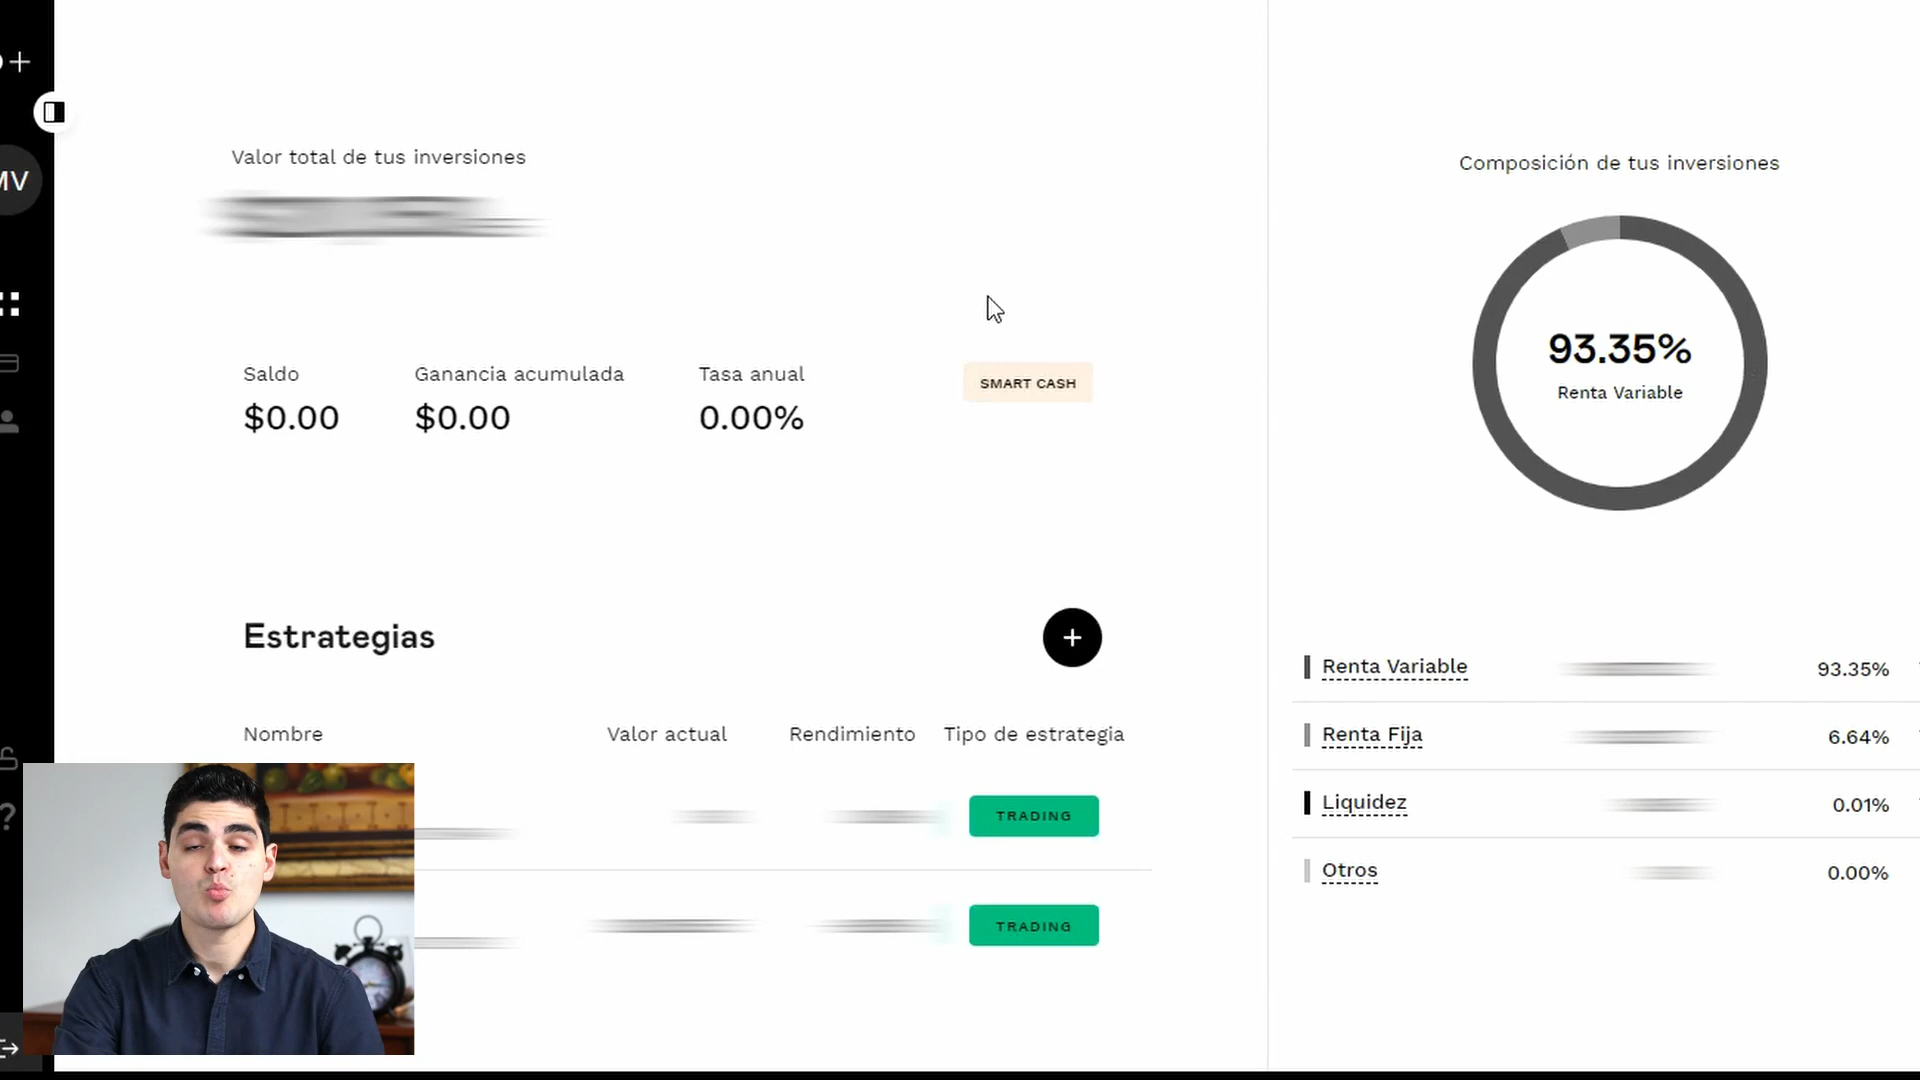 MV
Valor total de tus inversiones
Saldo
$0.00
Ganancia acumulada
$0.00
Tasa anual
0.00%
SMART CASH
Estrategias
+
Nombre
Valor actual
Rendimiento
Tipo de estrategia
TRADING
TRADING
Composición de tus inversiones
93.35%
Renta Variable
Renta Variable 93.35%
Renta Fija 6.64%
Liquidez 0.01%
Otros 0.00%